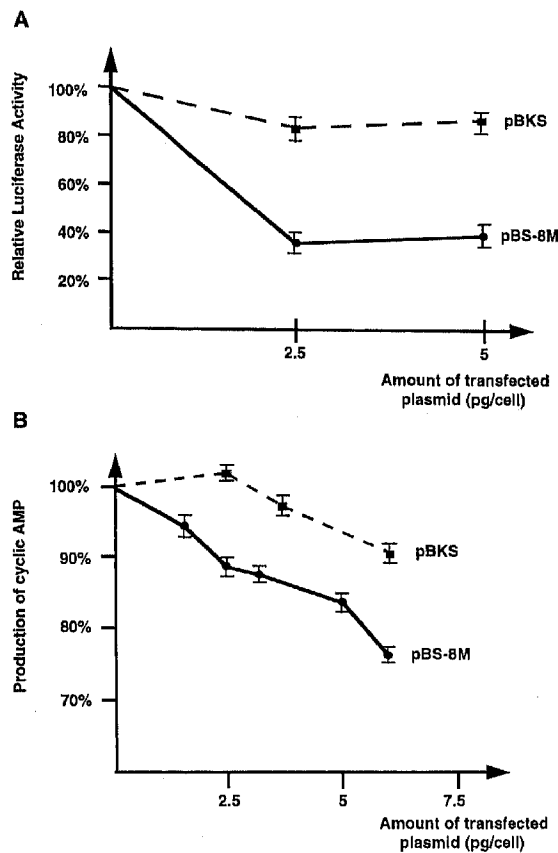 A
Relative Luciferase Activity
100%
80%
60%
40%
20%
pBKS
pBS-8M
2.5
5
Amount of transfected
plasmid (pg/cell)
B
Production of cyclic AMP
100%
90%
80%
70%
pBKS
pBS-8M
2.5
5
7.5
Amount of transfected
plasmid (pg/cell)